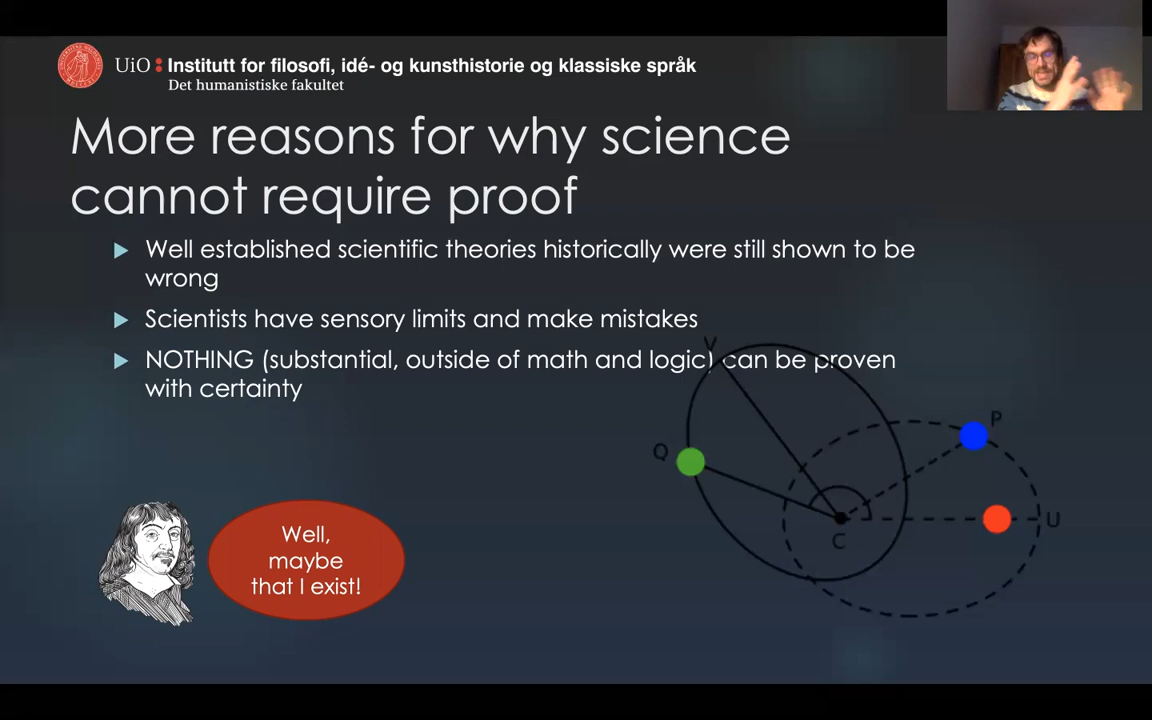 UiO : Institutt for filosofi, idé- og kunsthistorie og klassiske språk
Det humanistiske fakultet
More reasons for why science
cannot require proof
Well established scientific theories historically were still shown to be
wrong
Scientists have sensory limits and make mistakes
NOTHING (substantial, outside of math and logic) can be proven
with certainty
V
P
Q
U
C
Well,
maybe
that I exist!